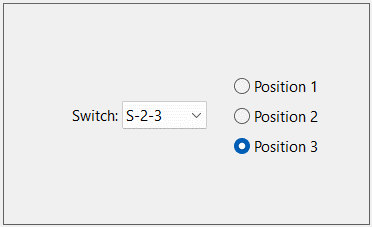 Position 1
Switch: S-2-3
Position 2
Position 3